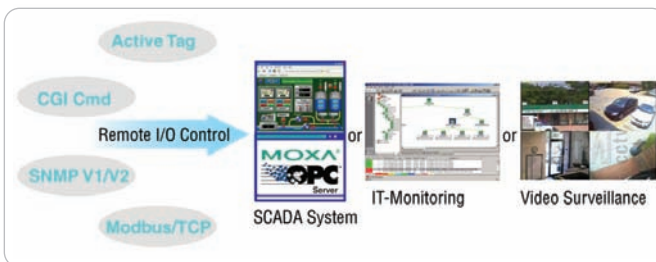 Active Tag
CGI Cmd
Remote I/O Control
SNMP V1/V2
Modbus/TCP
MOXA®
OPC
Server
SCADA System
or
IT-Monitoring
or
Video Surveillance